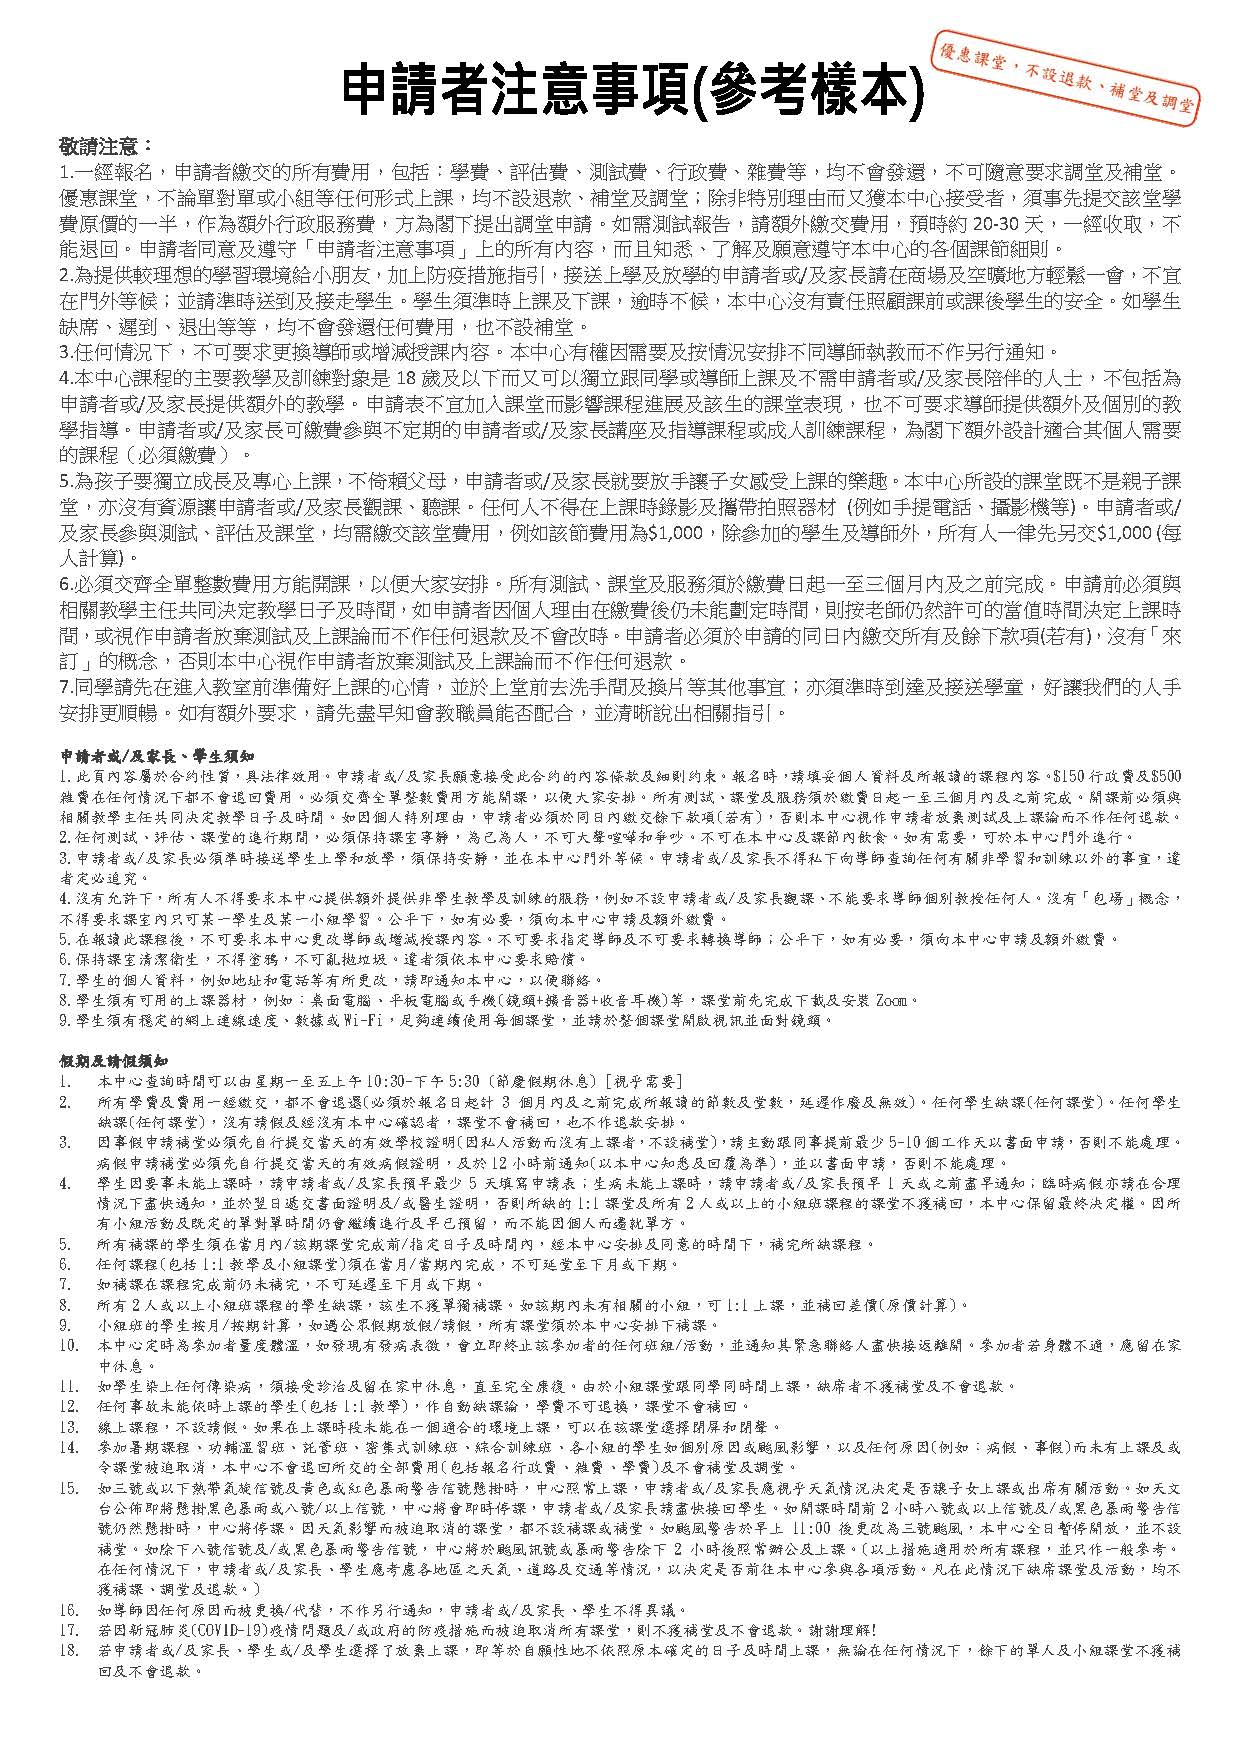 申請者注意事項(參考樣本)
優惠課堂，不設退款、補堂及調堂
敬請注意：
1.一經報名，申請者繳交的所有費用，包括：學費、評估費、測試費、行政費、雜費等，均不會發還，不可隨意要求調堂及補堂。
優惠課堂，不論單對單或小組等任何形式上課，均不設退款、補堂及調堂；除非特別理由而又獲本中心接受者，須事先提交該堂學
費原價的一半，作為額外行政服務費，方為閣下提出調堂申請。如需測試報告，請額外繳交費用，預時約 20-30 天，一經收取，不
能退回。申請者同意及遵守「申請者注意事項」上的所有內容，而且知悉、了解及願意遵守本中心的各個課節細則。
2.為提供較理想的學習環境給小朋友，加上防疫措施指引，接送上學及放學的申請者或/及家長請在商場及空曠地方輕鬆一會，不宜
在門外等候；並請準時送到及接走學生。學生須準時上課及下課，逾時不候，本中心沒有責任照顧課前或課後學生的安全。如學生
缺席、遲到、退出等等，均不會發還任何費用，也不設補堂。
3.任何情況下，不可要求更換導師或增減授課內容。本中心有權因需要及按情況安排不同導師執教而不作另行通知。
4.本中心課程的主要教學及訓練對象是 18 歲及以下而又可以獨立跟同學或導師上課及不需申請者或/及家長陪伴的人士，不包括為
申請者或/及家長提供額外的教學。申請表不宜加入課堂而影響課程進展及該生的課堂表現，也不可要求導師提供額外及個別的教
學指導。申請者或/及家長可繳費參與不定期的申請者或/及家長講座及指導課程或成人訓練課程，為閣下額外設計適合其個人需要
的課程（必須繳費）。
5.為孩子要獨立成長及專心上課，不倚賴父母，申請者或/及家長就要放手讓子女感受上課的樂趣。本中心所設的課堂既不是親子課
堂，亦沒有資源讓申請者或/及家長觀課、聽課。任何人不得在上課時錄影及攜帶拍照器材 (例如手提電話、攝影機等)。申請者或/
及家長參與測試、評估及課堂，均需繳交該堂費用，例如該節費用為$1,000，除參加的學生及導師外，所有人一律先另交$1,000 (每
人計算)。
6.必須交齊全單整數費用方能開課，以便大家安排。所有測試、課堂及服務須於繳費日起一至三個月內及之前完成。申請前必須與
相關教學主任共同決定教學日子及時間，如申請者因個人理由在繳費後仍未能劃定時間，則按老師仍然許可的當值時間決定上課時
間，或視作申請者放棄測試及上課論而不作任何退款及不會改時。申請者必須於申請的同日內繳交所有及餘下款項(若有)，沒有「來
訂」的概念，否則本中心視作申請者放棄測試及上課論而不作任何退款。
7.同學請先在進入教室前準備好上課的心情，並於上堂前去洗手間及換片等其他事宜；亦須準時到達及接送學童，好讓我們的人手
安排更順暢。如有額外要求，請先盡早知會教職員能否配合，並清晰說出相關指引。
申請者或/及家長、學生須知
1.此頁內容屬於合約性質，具法律效用。申請者或/及家長願意接受此合約的內容條款及細則約束。報名時，請填妥個人資料及所報讀的課程內容。$150 行政費及$500
雜費在任何情況下都不會退回費用。必須交齊全單整數費用方能開課，以便大家安排。所有測試、課堂及服務須於繳費日起一至三個月內及之前完成。開課前必須與
相關教學主任共同決定教學日子及時間。如因個人特別理由，申請者必須於同日內繳交餘下款項(若有)，否則本中心視作申請者放棄測試及上課論而不作任何退款。
2.任何測試、評估、課堂的進行期間，必須保持課室寧靜，為己為人，不可大聲喧嘩和爭吵。不可在本中心及課節內飲食。如有需要，可於本中心門外進行。
3.申請者或/及家長必須準時接送學生上學和放學，須保持安靜，並在本中心門外等候。申請者或/及家長不得私下向導師查詢任何有關非學習和訓練以外的事宜，違
者定必追究。
4.沒有允許下，所有人不得要求本中心提供額外提供非學生教學及訓練的服務，例如不設申請者或/及家長觀課、不能要求導師個別教授任何人。沒有「包場」概念，
不得要求課室內只可某一學生及某一小組學習。公平下，如有必要，須向本中心申請及額外繳費。
5.在報讀此課程後，不可要求本中心更改導師或增減授課內容。不可要求指定導師及不可要求轉換導師；公平下，如有必要，須向本中心申請及額外繳費。
6.保持課室清潔衛生，不得塗鴉，不可亂拋垃圾。違者須依本中心要求賠償。
7.學生的個人資料，例如地址和電話等有所更改，請即通知本中心，以便聯絡。
8.學生須有可用的上課器材，例如：桌面電腦、平板電腦或手機(鏡頭+擴音器+收音耳機)等，課堂前先完成下載及安裝 Zoom。
9.學生須有穩定的網上連線速度、數據或Wi-Fi，足夠連續使用每個課堂，並請於整個課堂開啟視訊並面對鏡頭。
假期及請假須知
1. 本中心查詢時間可以由星期一至五上午10:30-下午5:30 (節慶假期休息) [視乎需要]
2. 所有學費及費用一經繳交，都不會退還(必須於報名日起計 3 個月內及之前完成所報讀的節數及堂數，延遲作廢及無效)。任何學生缺課(任何課堂)。任何學生
缺課(任何課堂)，沒有請假及經沒有本中心確認者，課堂不會補回，也不作退款安排。
3. 因事假申請補堂必須先自行提交當天的有效學校證明(因私人活動而沒有上課者，不設補堂)，請主動跟同事提前最少5-10個工作天以書面申請，否則不能處理。
病假申請補堂必須先自行提交當天的有效病假證明，及於12小時前通知(以本中心知悉及回覆為準)，並以書面申請，否則不能處理。
4. 學生因要事未能上課時，請申請者或/及家長預早最少 5 天填寫申請表；生病未能上課時，請申請者或/及家長預早 1 天或之前盡早通知；臨時病假亦請在合理
情況下盡快通知，並於翌日遞交書面證明及/或醫生證明，否則所缺的1:1課堂及所有2人或以上的小組班課程的課堂不獲補回，本中心保留最終決定權。因所
有小組活動及既定的單對單時間仍會繼續進行及早已預留，而不能因個人而遷就單方。
5. 所有補課的學生須在當月內/該期課堂完成前/指定日子及時間內，經本中心安排及同意的時間下，補完所缺課程。
6. 任何課程(包括1:1教學及小組課堂)須在當月/當期內完成，不可延堂至下月或下期。
7. 如補課在課程完成前仍未補完，不可延遲至下月或下期。
8. 所有2人或以上小組班課程的學生缺課，該生不獲單獨補課。如該期內未有相關的小組，可1:1上課，並補回差價(原價計算)。
9. 小組班的學生按月/按期計算，如遇公眾假期放假/請假，所有課堂須於本中心安排下補課。
10. 本中心定時為參加者量度體溫，如發現有發病表徵，會立即終止該參加者的任何班組/活動，並通知其緊急聯絡人盡快接返離開。參加者若身體不適，應留在家
中休息。
11. 如學生染上任何傳染病，須接受診治及留在家中休息，直至完全康復。由於小組課堂跟同學同時間上課，缺席者不獲補堂及不會退款。
12. 任何事故未能依時上課的學生(包括1:1教學)，作自動缺課論，學費不可退換，課堂不會補回。
13. 線上課程，不設請假。如果在上課時段未能在一個適合的環境上課，可以在該課堂選擇閉屏和閉聲。
14. 參加暑期課程、功輔溫習班、託管班、密集式訓練班、綜合訓練班、各小組的學生如個別原因或颱風影響，以及任何原因(例如：病假、事假)而未有上課及或
令課堂被迫取消，本中心不會退回所交的全部費用(包括報名行政費、雜費、學費)及不會補堂及調堂。
15. 如三號或以下熱帶氣旋信號及黃色或紅色暴雨警告信號懸掛時，中心照常上課，申請者或/及家長應視乎天氣情況決定是否讓子女上課或出席有關活動。如天文
台公佈即將懸掛黑色暴雨或八號/以上信號，中心將會即時停課，申請者或/及家長請盡快接回學生。如開課時間前2小時八號或以上信號及/或黑色暴雨警告信
號仍然懸掛時，中心將停課。因天氣影響而被迫取消的課堂，都不設補課或補堂。如颱風警告於早上 11:00 後更改為三號颱風，本中心全日暫停開放，並不設
補堂。如除下八號信號及/或黑色暴雨警告信號，中心將於颱風訊號或暴雨警告除下 2 小時後照常辦公及上課。(以上措施適用於所有課程，並只作一般參考。
在任何情況下，申請者或/及家長、學生應考慮各地區之天氣、道路及交通等情況，以決定是否前往本中心參與各項活動。凡在此情況下缺席課堂及活動，均不
獲補課、調堂及退款。)
16. 如導師因任何原因而被更換/代替，不作另行通知，申請者或/及家長、學生不得異議。
17. 若因新冠肺炎(COVID-19)疫情問題及/或政府的防疫措施而被迫取消所有課堂，則不獲補堂及不會退款。謝謝理解!
18. 若申請者或/及家長、學生或/及學生選擇了放棄上課，即等於自願性地不依照原本確定的日子及時間上課，無論在任何情況下，餘下的單人及小組課堂不獲補
回及不會退款。